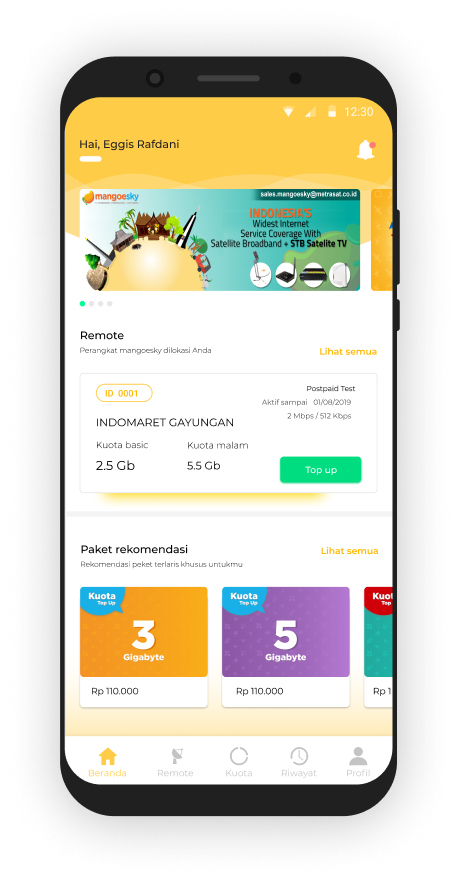 12:30
Hai, Eggis Rafdani
mangoesky
sales.mangoesky@metrasat.co.id
INDONESIA'S
Widest Internet
Service Coverage With
Satellite Broadband + STB Satelite TV
Remote
Perangkat mangoesky dilokasi Anda
Lihat semua
ID 0001
Postpaid Test
Aktif sampai 01/08/2019
2 Mbps / 512 Kbps
INDOMARET GAYUNGAN
Kuota basic
Kuota malam
2.5 Gb
5.5 Gb
Top up
Paket rekomendasi
Rekomendasi peket terlaris khusus untukmu
Lihat semua
Kuota
Top Up
3
Gigabyte
Rp 110.000
Kuota
Top Up
5
Gigabyte
Rp 110.000
Kuo
Top U
Rp 1
Beranda
Remote
Kuota
Riwayat
Profil